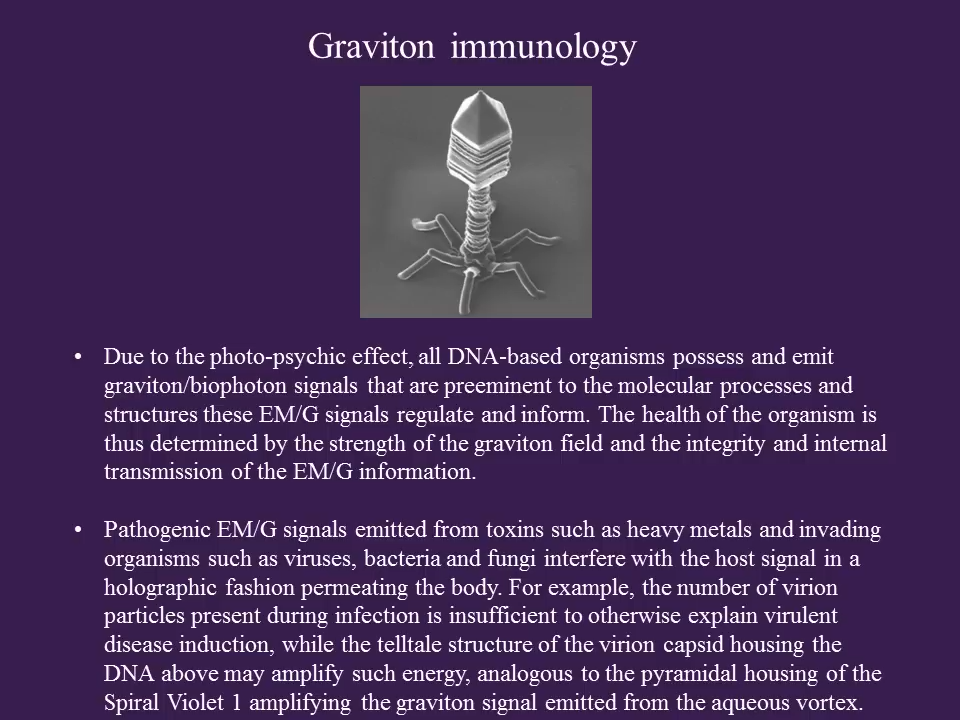 Graviton immunology
• Due to the photo-psychic effect, all DNA-based organisms possess and emit
graviton/biophoton signals that are preeminent to the molecular processes and
structures these EM/G signals regulate and inform. The health of the organism is
thus determined by the strength of the graviton field and the integrity and internal
transmission of the EM/G information.
• Pathogenic EM/G signals emitted from toxins such as heavy metals and invading
organisms such as viruses, bacteria and fungi interfere with the host signal in a
holographic fashion permeating the body. For example, the number of virion
particles present during infection is insufficient to otherwise explain virulent
disease induction, while the telltale structure of the virion capsid housing the
DNA above may amplify such energy, analogous to the pyramidal housing of the
Spiral Violet 1 amplifying the graviton signal emitted from the aqueous vortex.